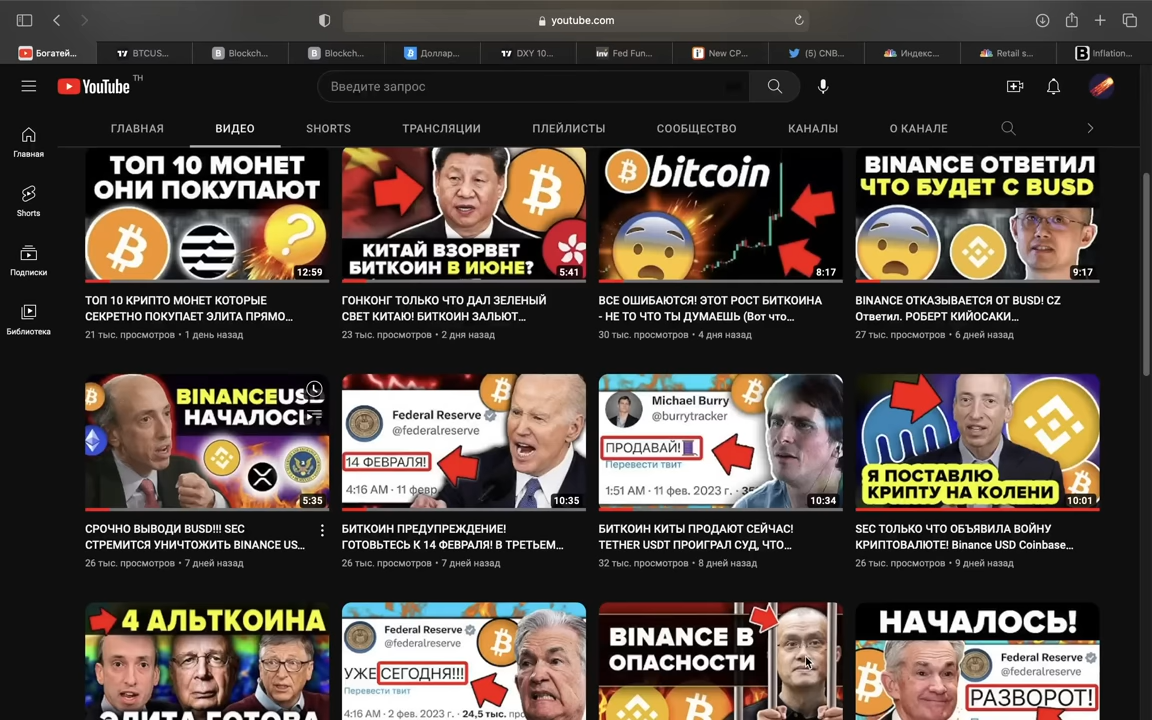 youtube.com
Богатей...
BTCUS...
Blockch...
Blockch...
Доллар...
DXY 10...
Fed Fun...
New CP...
(5) CNB...
Индекс...
Retail s...
Inflation...
YouTube TH
Введите запрос
ГЛАВНАЯ
ВИДЕО
SHORTS
ТРАНСЛЯЦИИ
ПЛЕЙЛИСТЫ
СООБЩЕСТВО
КАНАЛЫ
О КАНАЛЕ
Главная
Shorts
Подписки
Библиотека
ТОП 10 МОНЕТ
ОНИ ПОКУПАЮТ
12:59
ТОП 10 КРИПТО МОНЕТ КОТОРЫЕ
СЕКРЕТНО ПОКУПАЕТ ЭЛИТА ПРЯМО...
21 тыс. просмотров • 1 день назад
КИТАЙ ВЗОРВЕТ
БИТКОИН В ИЮНЕ?
5:41
ГОНКОНГ ТОЛЬКО ЧТО ДАЛ ЗЕЛЕНЫЙ
СВЕТ КИТАЮ! БИТКОИН ЗАЛЬЮТ...
23 тыс. просмотров • 2 дня назад
bitcoin
8:17
ВСЕ ОШИБАЮТСЯ! ЭТОТ РОСТ БИТКОИНА
- НЕ ТО ЧТО ТЫ ДУМАЕШЬ (Вот что...
30 тыс. просмотров • 4 дня назад
BINANCE ОТВЕТИЛ
ЧТО БУДЕТ С BUSD
9:17
BINANCE ОТКАЗЫВАЕТСЯ ОТ BUSD! CZ
Ответил. РОБЕРТ КИЙОСАКИ...
27 тыс. просмотров • 6 дней назад
BINANCEUSD
НАЧАЛОСЬ
5:35
СРОЧНО ВЫВОДИ BUSD!!! SEC
СТРЕМИТСЯ УНИЧТОЖИТЬ BINANCE US...
26 тыс. просмотров • 7 дней назад
Federal Reserve
@federalreserve
14 ФЕВРАЛЯ!
4:16 AM · 11 февр
10:35
БИТКОИН ПРЕДУПРЕЖДЕНИЕ!
ГОТОВЬТЕСЬ К 14 ФЕВРАЛЯ! В ТРЕТЬЕМ...
26 тыс. просмотров • 7 дней назад
Michael Burry
@burrytracker
ПРОДАВАЙ!
Перевести твит
1:51 AM · 11 фев. 2023 г.
10:34
БИТКОИН КИТЫ ПРОДАЮТ СЕЙЧАС!
TETHER USDT ПРОИГРАЛ СУД, ЧТО...
32 тыс. просмотров • 8 дней назад
Я ПОСТАВЛЮ
КРИПТУ НА КОЛЕНИ
10:01
SEC ТОЛЬКО ЧТО ОБЪЯВИЛА ВОЙНУ
КРИПТОВАЛЮТЕ! Binance USD Coinbase...
26 тыс. просмотров • 9 дней назад
4 АЛЬТКОИНА
ЭЛИТА ГОТОВА
Federal Reserve
@federalreserve
УЖЕ СЕГОДНЯ!!!
Перевести твит
4:16 AM · 2 фев. 2023 г. · 24,5 тыс.
BINANCE В
ОПАСНОСТИ
НАЧАЛОСЬ!
Federal Reserve
@federalreserve
РАЗВОРОТ!